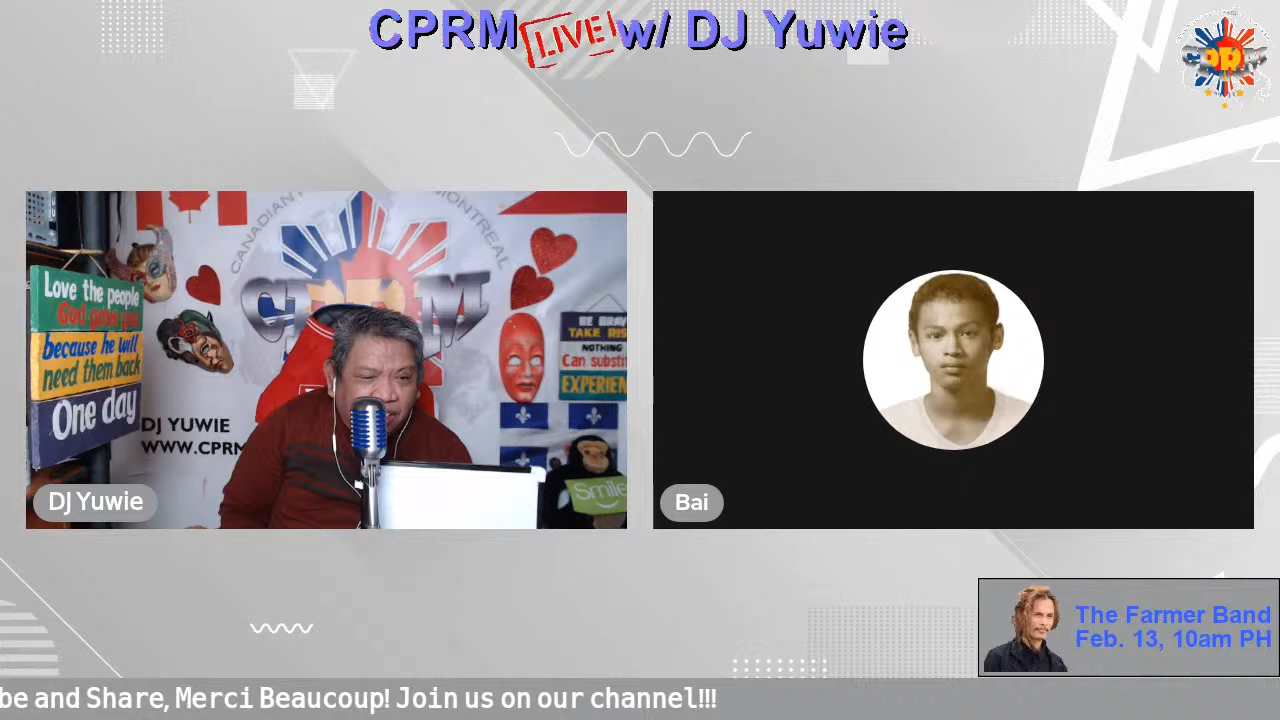 CPRM LIVE! w/ DJ Yuwie
CPRM
CANADIAN
MONTREAL
CPRM
Love the people
God gave you
because he will
need them back
One day
BE BRAV
TAKE RIS
NOTHING
Can substi
EXPERIEN
DJ YUWIE
WWW.CPRM
Smile
DJ Yuwie
Bai
The Farmer Band
Feb. 13, 10am PH
be and Share, Merci Beaucoup! Join us on our channel!!!